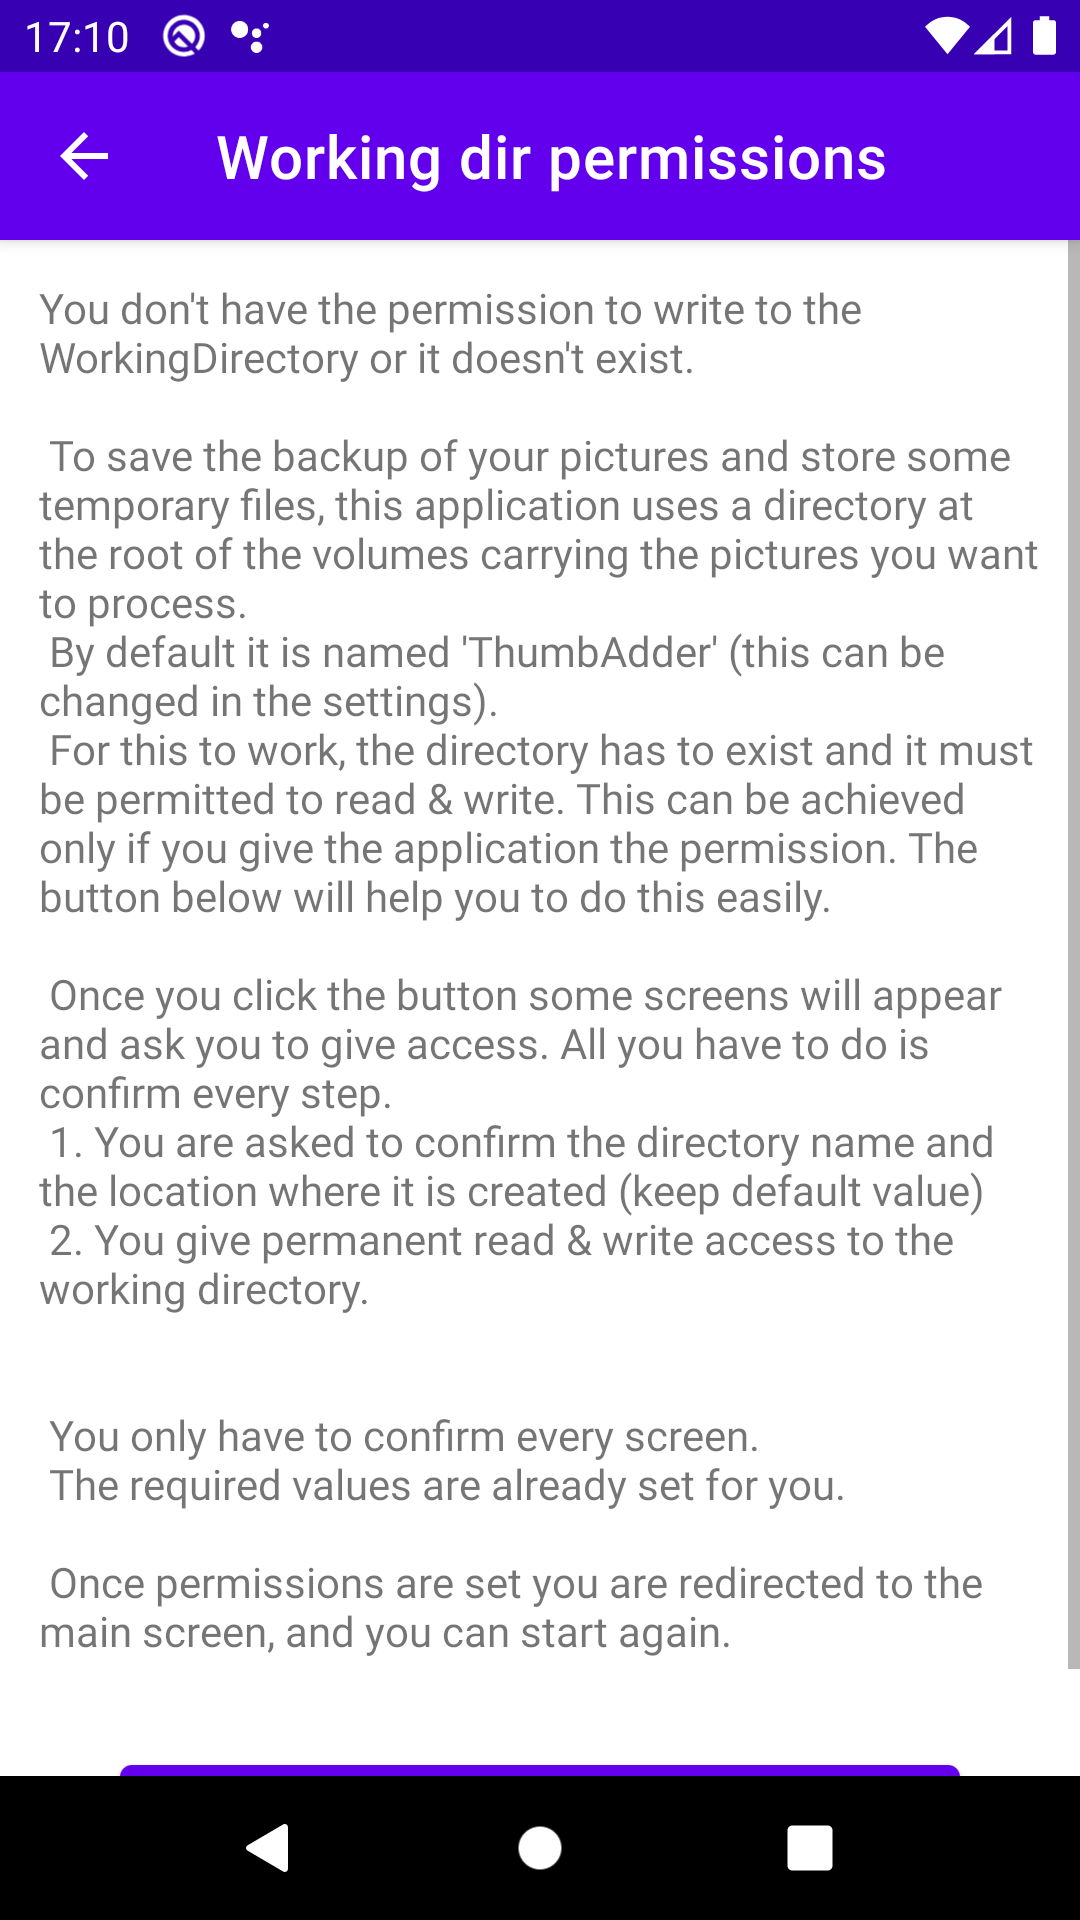 17:10
Working dir permissions
You don't have the permission to write to the
WorkingDirectory or it doesn't exist.
To save the backup of your pictures and store some
temporary files, this application uses a directory at
the root of the volumes carrying the pictures you want
to process.
By default it is named 'ThumbAdder' (this can be
changed in the settings).
For this to work, the directory has to exist and it must
be permitted to read & write. This can be achieved
only if you give the application the permission. The
button below will help you to do this easily.
Once you click the button some screens will appear
and ask you to give access. All you have to do is
confirm every step.
1. You are asked to confirm the directory name and
the location where it is created (keep default value)
2. You give permanent read & write access to the
working directory.
You only have to confirm every screen.
The required values are already set for you.
Once permissions are set you are redirected to the
main screen, and you can start again.